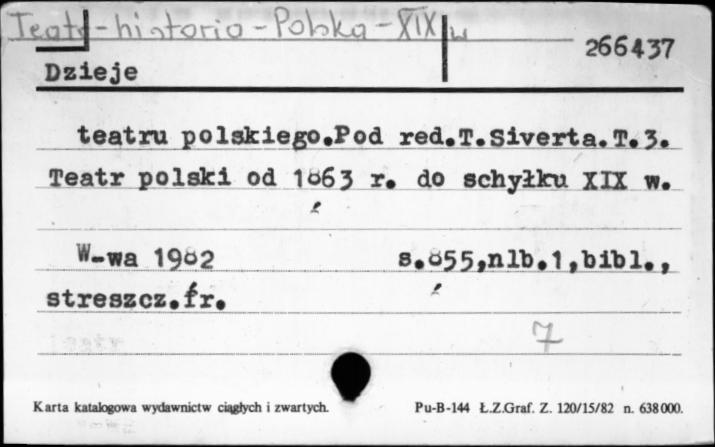 Teatr-historia-Polska-XIX w
266437
Dzieje
teatru polskiego.Pod red.T.Siverta.T.3.
Teatr polski od 1863 r. do schyłku XIX w.
W-wa 1982 s.855,nlb.1,bibl.,
streszcz.fr.
7
Karta katalogowa wydawnictw ciągłych i zwartych. Pu-B-144 Ł.Z.Graf. Z. 120/15/82 n. 638000.